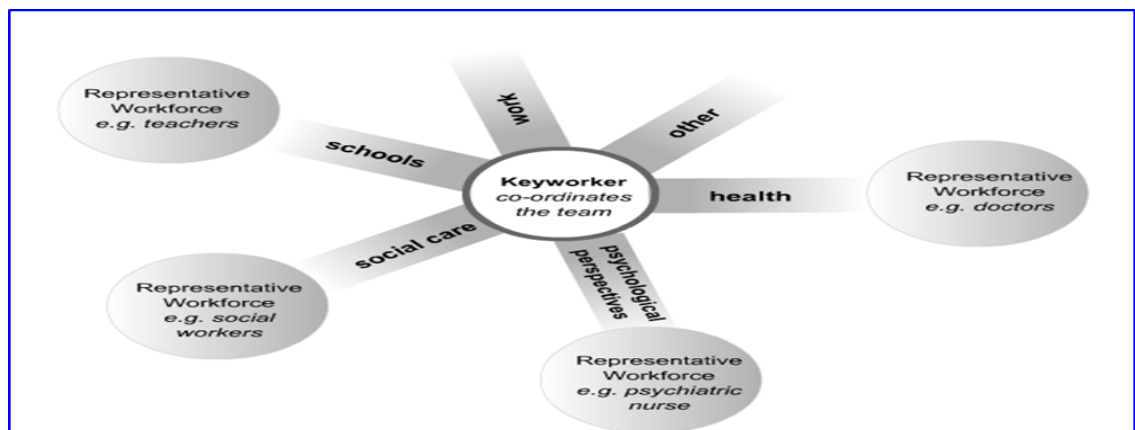 Representative
Workforce
e.g. teachers
schools
work
other
Keyworker
co-ordinates
the team
health
Representative
Workforce
e.g. doctors
social care
Representative
Workforce
e.g. social
workers
psychological
perspectives
Representative
Workforce
e.g. psychiatric
nurse